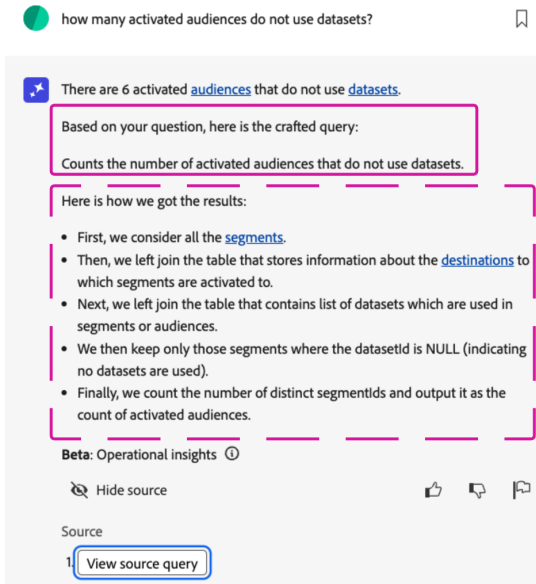 how many activated audiences do not use datasets?
There are 6 activated audiences that do not use datasets.
Based on your question, here is the crafted query:
Counts the number of activated audiences that do not use datasets.
Here is how we got the results:
• First, we consider all the segments.
• Then, we left join the table that stores information about the destinations to
which segments are activated to.
• Next, we left join the table that contains list of datasets which are used in
segments or audiences.
• We then keep only those segments where the datasetId is NULL (indicating
no datasets are used).
• Finally, we count the number of distinct segmentIds and output it as the
count of activated audiences.
Beta: Operational insights
Hide source
Source
1. View source query